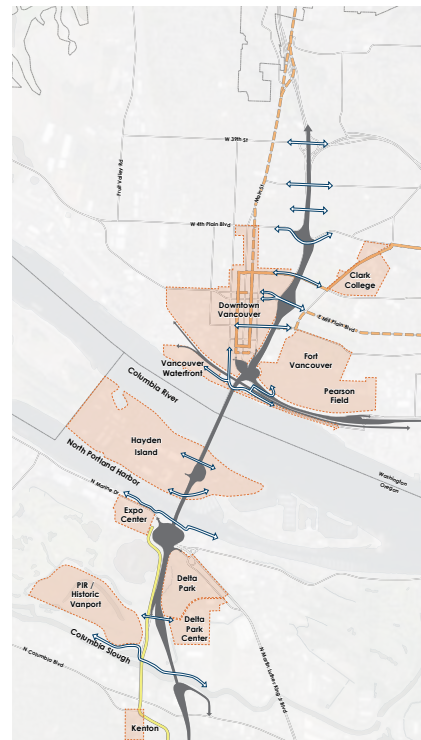 W 39th St
Fruit Valley Rd
Main St
W 4th Plain Blvd
Clark
College
Downtown
Vancouver
E Mill Plain Blvd
Fort
Vancouver
Vancouver
Waterfront
Pearson
Field
Columbia River
Hayden
Island
North Portland Harbor
Washington
Oregon
N Marine Dr
Expo
Center
PIR /
Historic
Vanport
Delta
Park
Delta
Park
Center
Columbia Slough
N Columbia Blvd
N Martin Luther King Jr Blvd
Kenton